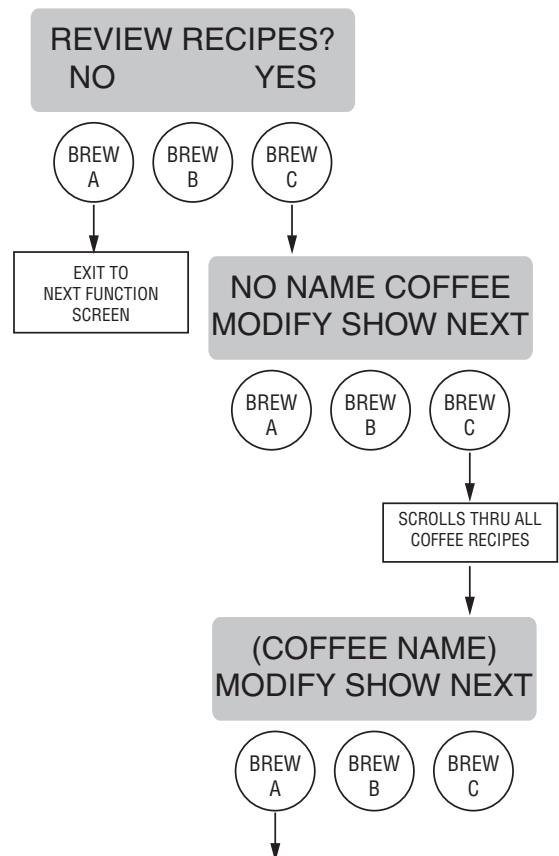 REVIEW RECIPES?
NO YES
BREW
A
BREW
B
BREW
C
EXIT TO
NEXT FUNCTION
SCREEN
NO NAME COFFEE
MODIFY SHOW NEXT
BREW
A
BREW
B
BREW
C
SCROLLS THRU ALL
COFFEE RECIPES
(COFFEE NAME)
MODIFY SHOW NEXT
BREW
A
BREW
B
BREW
C